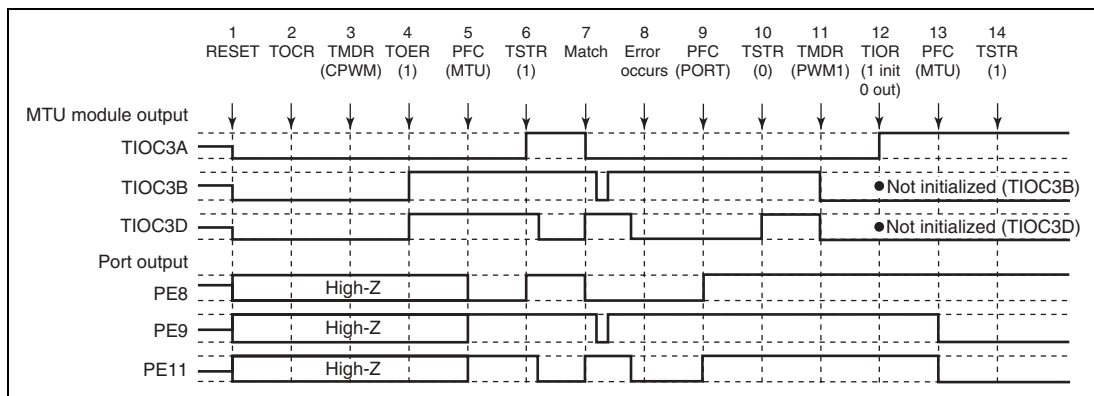 1 2 3 4 5 6 7 8 9 10 11 12 13 14
RESET TOCR TMDR TOER PFC TSTR Match Error PFC TSTR TMDR TIOR PFC TSTR
(CPWM) (1) (MTU) (1) occurs (PORT) (0) (PWM1) (1 init (MTU) (1)
0 out)
MTU module output
TIOC3A
TIOC3B
●Not initialized (TIOC3B)
TIOC3D
●Not initialized (TIOC3D)
Port output
PE8
High-Z
PE9
High-Z
PE11
High-Z